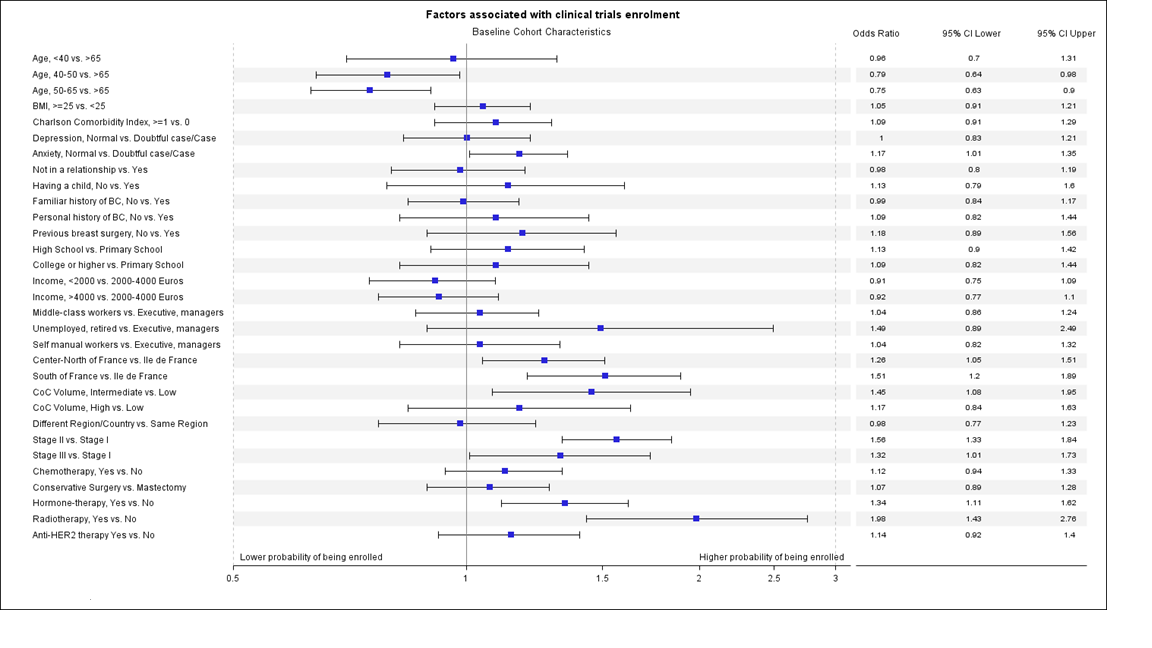 Factors associated with clinical trials enrolment
Baseline Cohort Characteristics
Odds Ratio 95% CI Lower 95% CI Upper
Age, <40 vs. >65 0.96 0.7 1.31
Age, 40-50 vs. >65 0.79 0.64 0.98
Age, 50-65 vs. >65 0.75 0.63 0.9
BMI, >=25 vs. <25 1.05 0.91 1.21
Charlson Comorbidity Index, >=1 vs. 0 1.09 0.91 1.29
Depression, Normal vs. Doubtful case/Case 1 0.83 1.21
Anxiety, Normal vs. Doubtful case/Case 1.17 1.01 1.35
Not in a relationship vs. Yes 0.98 0.8 1.19
Having a child, No vs. Yes 1.13 0.79 1.6
Familiar history of BC, No vs. Yes 0.99 0.84 1.17
Personal history of BC, No vs. Yes 1.09 0.82 1.44
Previous breast surgery, No vs. Yes 1.18 0.89 1.56
High School vs. Primary School 1.13 0.9 1.42
College or higher vs. Primary School 1.09 0.82 1.44
Income, <2000 vs. 2000-4000 Euros 0.91 0.75 1.09
Income, >4000 vs. 2000-4000 Euros 0.92 0.77 1.1
Middle-class workers vs. Executive, managers 1.04 0.86 1.24
Unemployed, retired vs. Executive, managers 1.49 0.89 2.49
Self manual workers vs. Executive, managers 1.04 0.82 1.32
Center-North of France vs. Ile de France 1.26 1.05 1.51
South of France vs. Ile de France 1.51 1.2 1.89
CoC Volume, Intermediate vs. Low 1.45 1.08 1.95
CoC Volume, High vs. Low 1.17 0.84 1.63
Different Region/Country vs. Same Region 0.98 0.77 1.23
Stage II vs. Stage I 1.56 1.33 1.84
Stage III vs. Stage I 1.32 1.01 1.73
Chemotherapy, Yes vs. No 1.12 0.94 1.33
Conservative Surgery vs. Mastectomy 1.07 0.89 1.28
Hormone-therapy, Yes vs. No 1.34 1.11 1.62
Radiotherapy, Yes vs. No 1.98 1.43 2.76
Anti-HER2 therapy Yes vs. No 1.14 0.92 1.4
Lower probability of being enrolled Higher probability of being enrolled
0.5 1 1.5 2 2.5 3